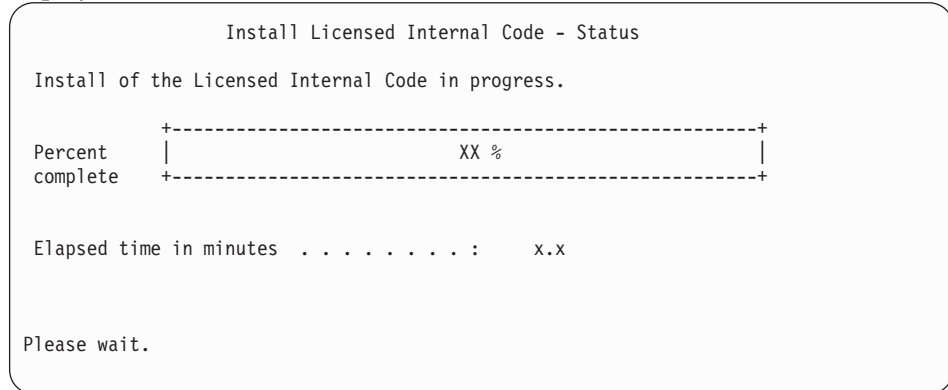 Install Licensed Internal Code - Status
Install of the Licensed Internal Code in progress.
+-------------------------------------------------------+
Percent | XX % |
complete +-------------------------------------------------------+
Elapsed time in minutes . . . . . . . . : x.x
Please wait.